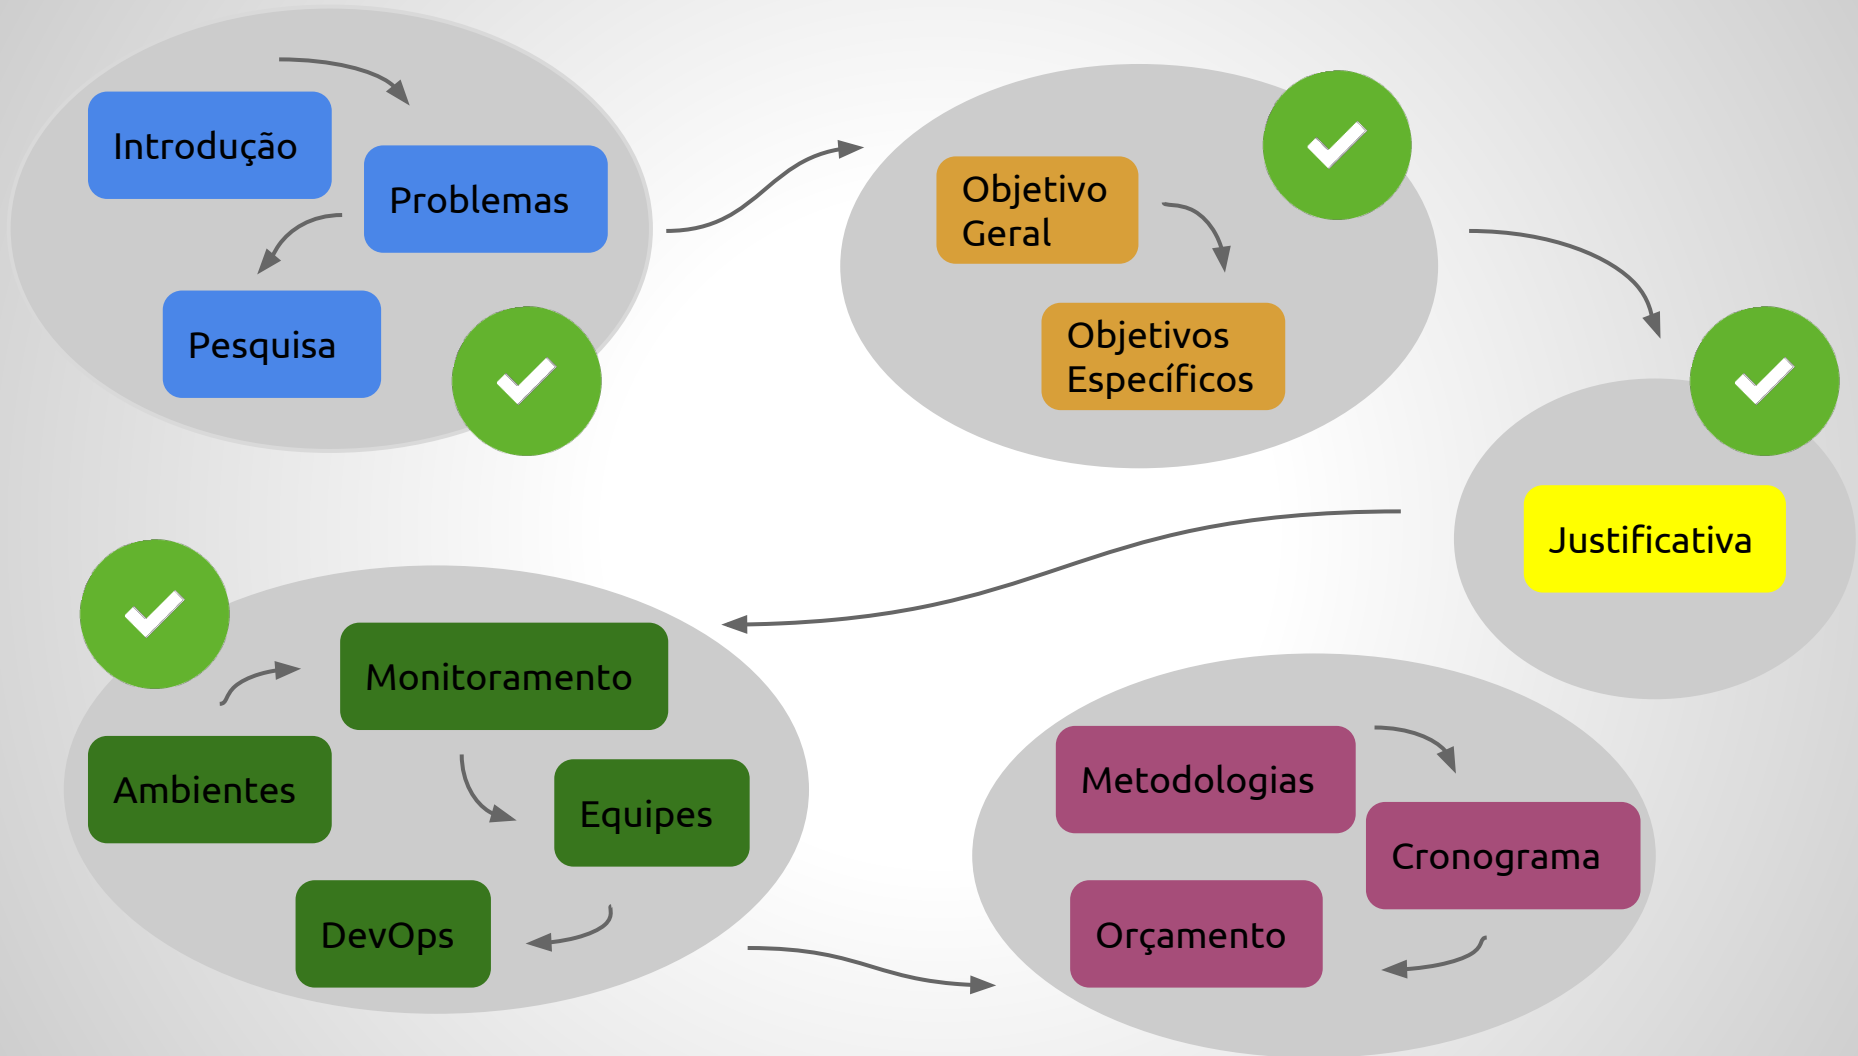 Introdução
Problemas
Pesquisa
Objetivo
Geral
Objetivos
Específicos
Justificativa
Ambientes
Monitoramento
Equipes
DevOps
Metodologias
Cronograma
Orçamento